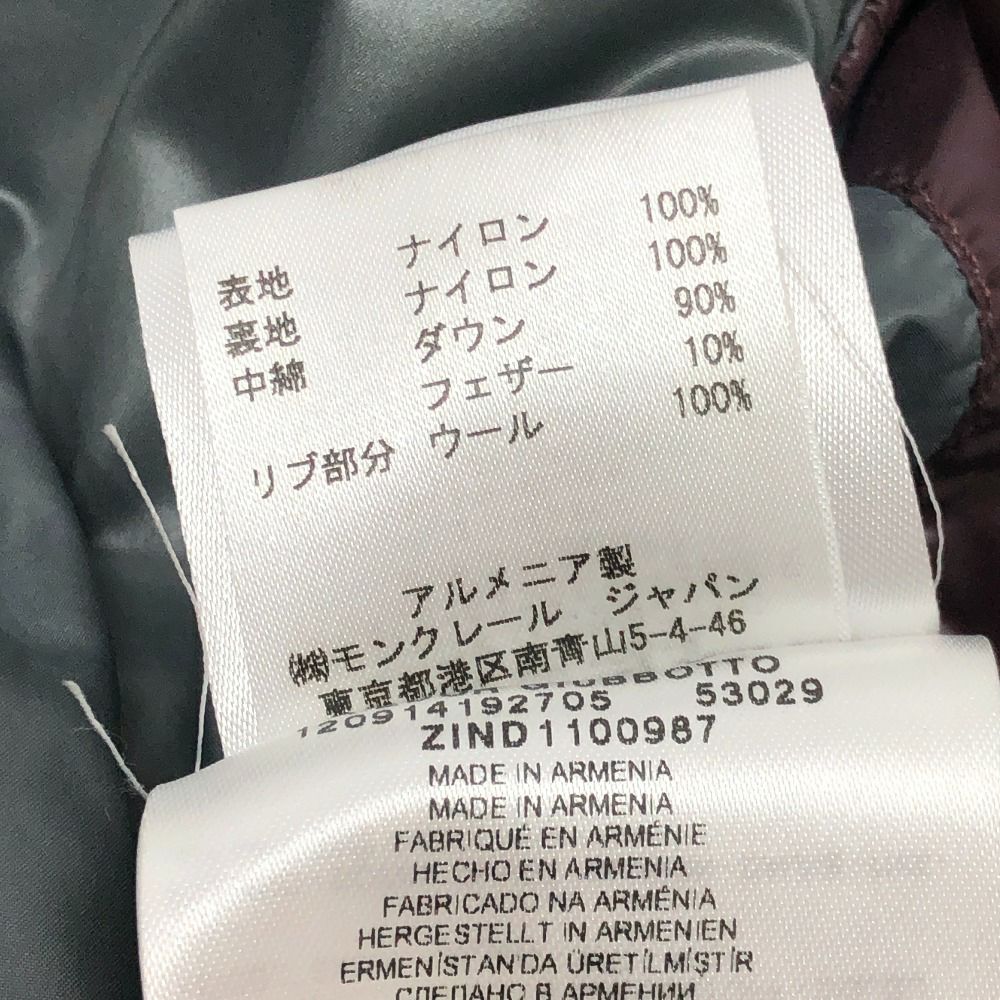 表地 ナイロン 100%
裏地 ナイロン 100%
中綿 ダウン 90%
フェザー 10%
リブ部分 ウール 100%
アルメニア製
㈱モンクレール ジャパン
東京都港区南青山5-4-46
GIUBBOTTO
120914192705 53029
ZIND1100987
MADE IN ARMENIA
MADE IN ARMENIA
FABRIQUÉ EN ARMÉNIE
HECHO EN ARMENIA
FABRICADO NA ARMÉNIA
HERGESTELLT IN ARMENIEN
ERMENİSTAN'DA ÜRETİLMİŞTİR
СДЕЛАНО В АРМЕНИИ